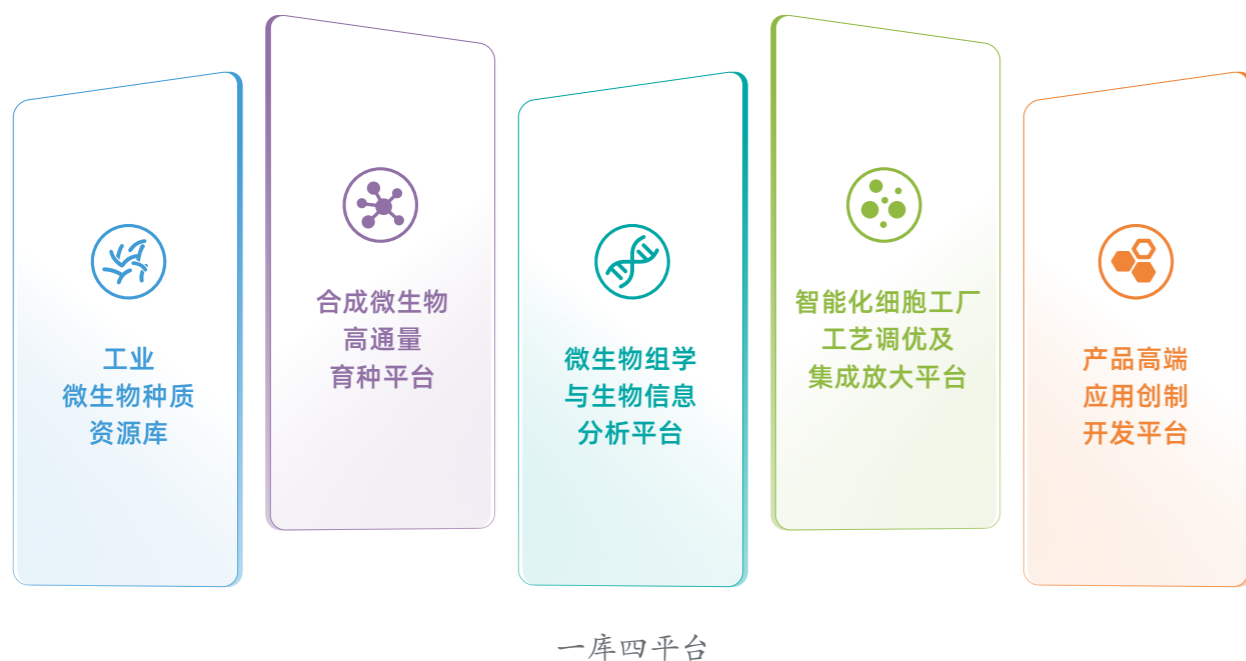 工业
微生物种质
资源库
合成微生物
高通量
育种平台
微生物组学
与生物信息
分析平台
智能化细胞工厂
工艺调优及
集成放大平台
产品高端
应用创制
开发平台
一库四平台